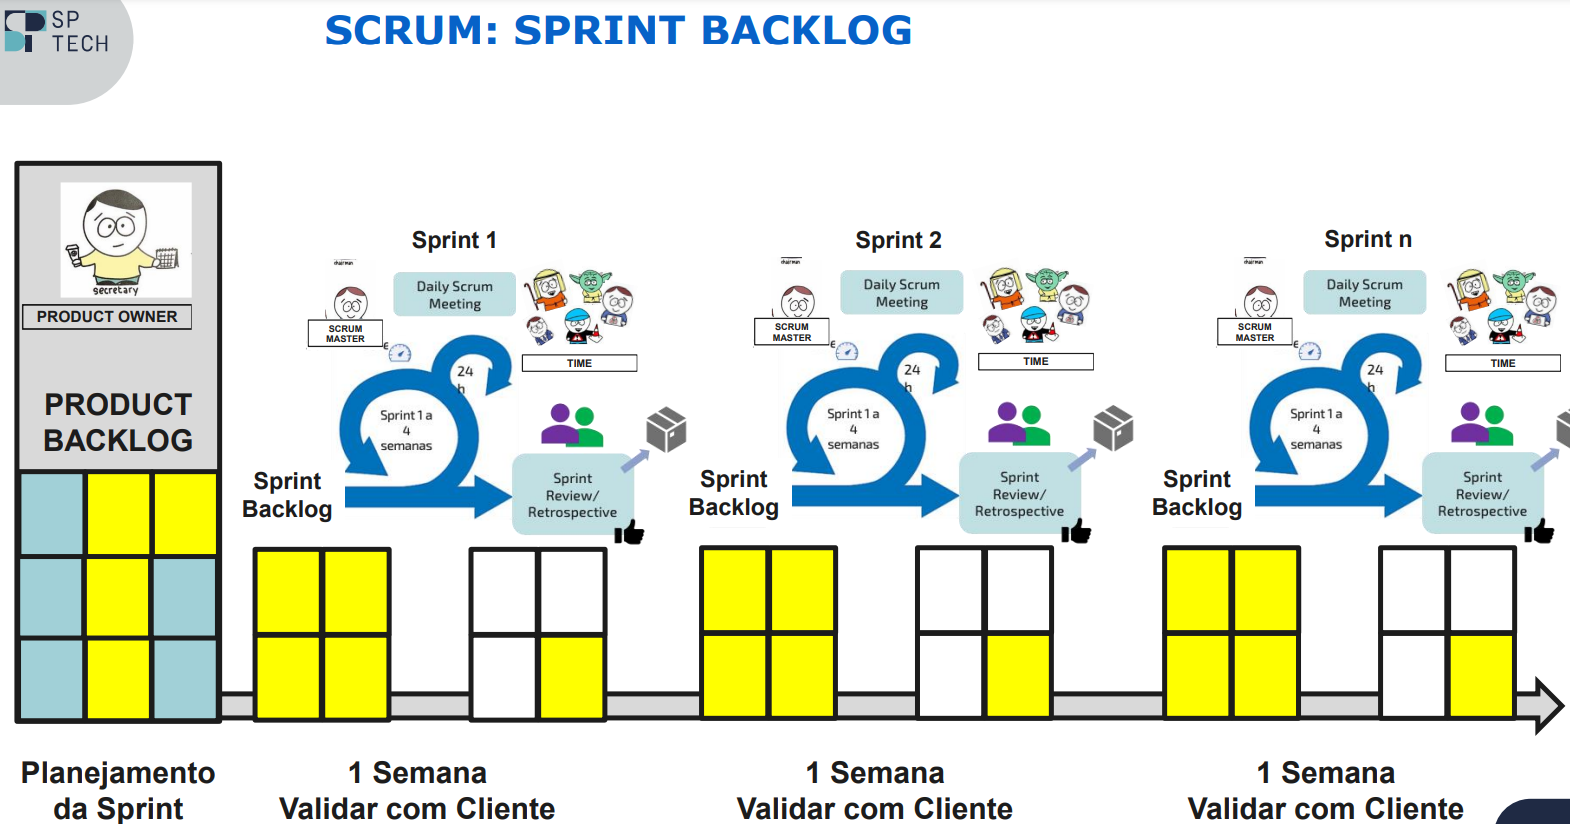 SP
TECH
SCRUM: SPRINT BACKLOG
secretary
PRODUCT OWNER
PRODUCT
BACKLOG
Planejamento
da Sprint
Sprint 1
chairman
Daily Scrum
Meeting
SCRUM
MASTER
e
TIME
24
h
Sprint 1 a
4
semanas
Sprint
Backlog
Sprint
Review/
Retrospective
1 Semana
Validar com Cliente
Sprint 2
chairman
Daily Scrum
Meeting
SCRUM
MASTER
e
TIME
24
h
Sprint 1 a
4
semanas
Sprint
Backlog
Sprint
Review/
Retrospective
1 Semana
Validar com Cliente
Sprint n
chairman
Daily Scrum
Meeting
SCRUM
MASTER
e
TIME
24
h
Sprint 1 a
4
semanas
Sprint
Backlog
Sprint
Review/
Retrospective
1 Semana
Validar com Cliente